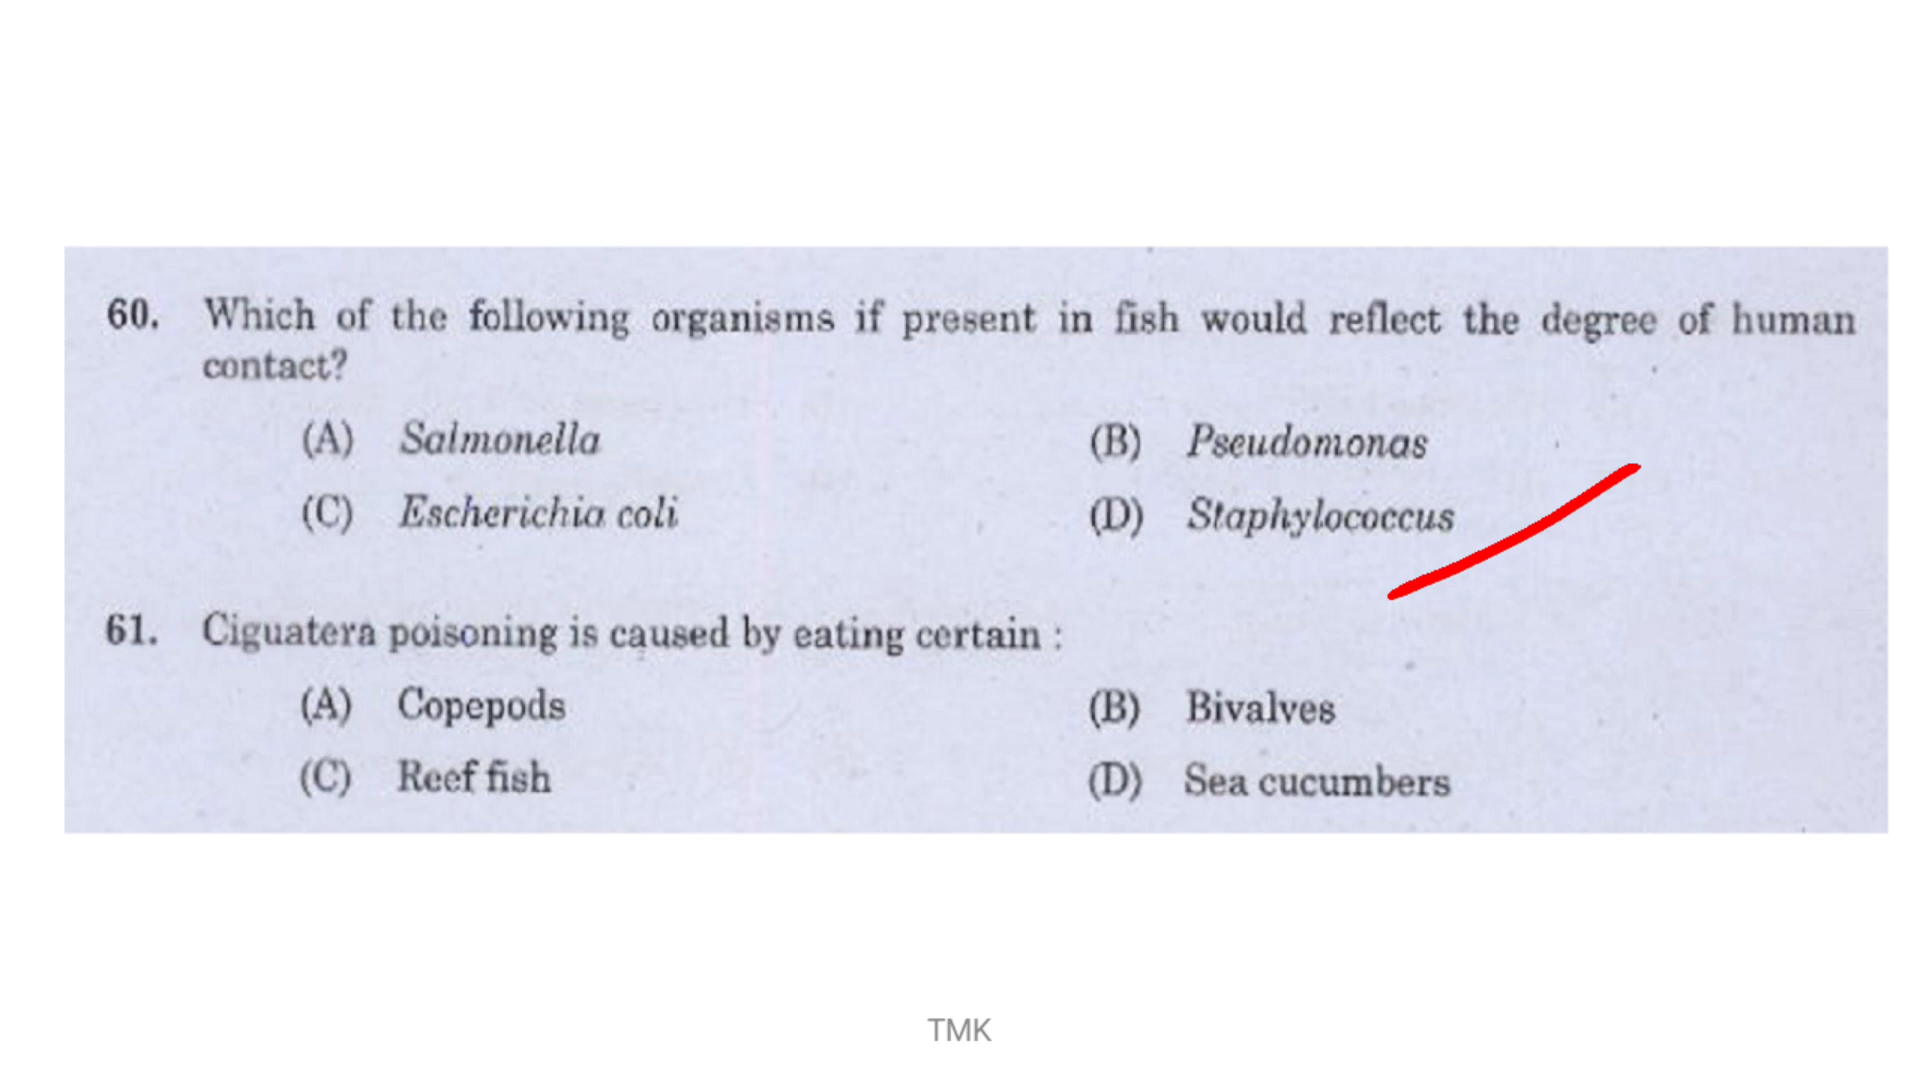 60. Which of the following organisms if present in fish would reflect the degree of human
contact?
(A) Salmonella (B) Pseudomonas
(C) Escherichia coli (D) Staphylococcus
61. Ciguatera poisoning is caused by eating certain :
(A) Copepods (B) Bivalves
(C) Reef fish (D) Sea cucumbers
TMK